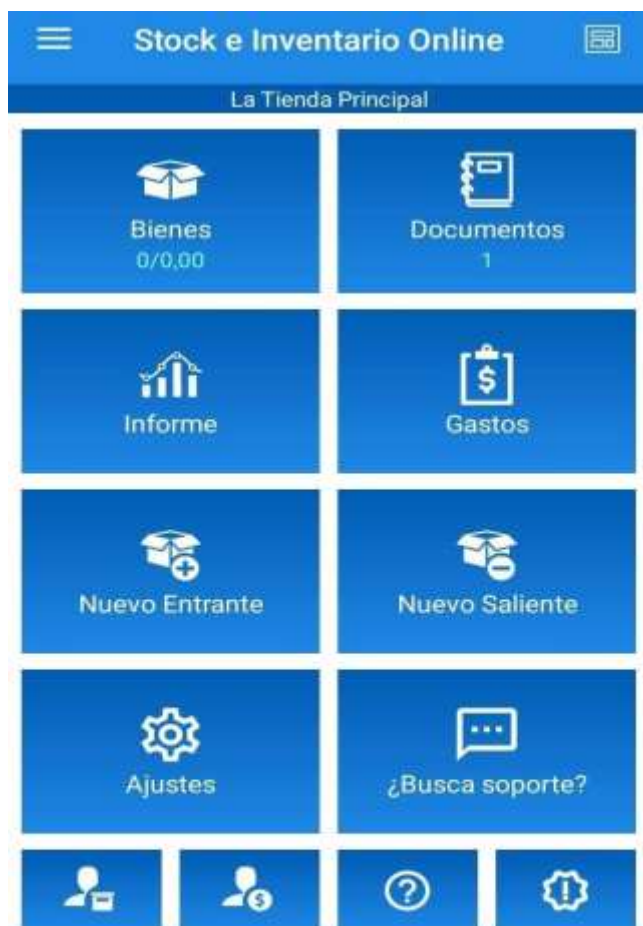 Stock e Inventario Online
La Tienda Principal
Bienes
0/0,00
Documentos
1
Informe
Gastos
Nuevo Entrante
Nuevo Saliente
Ajustes
¿Busca soporte?